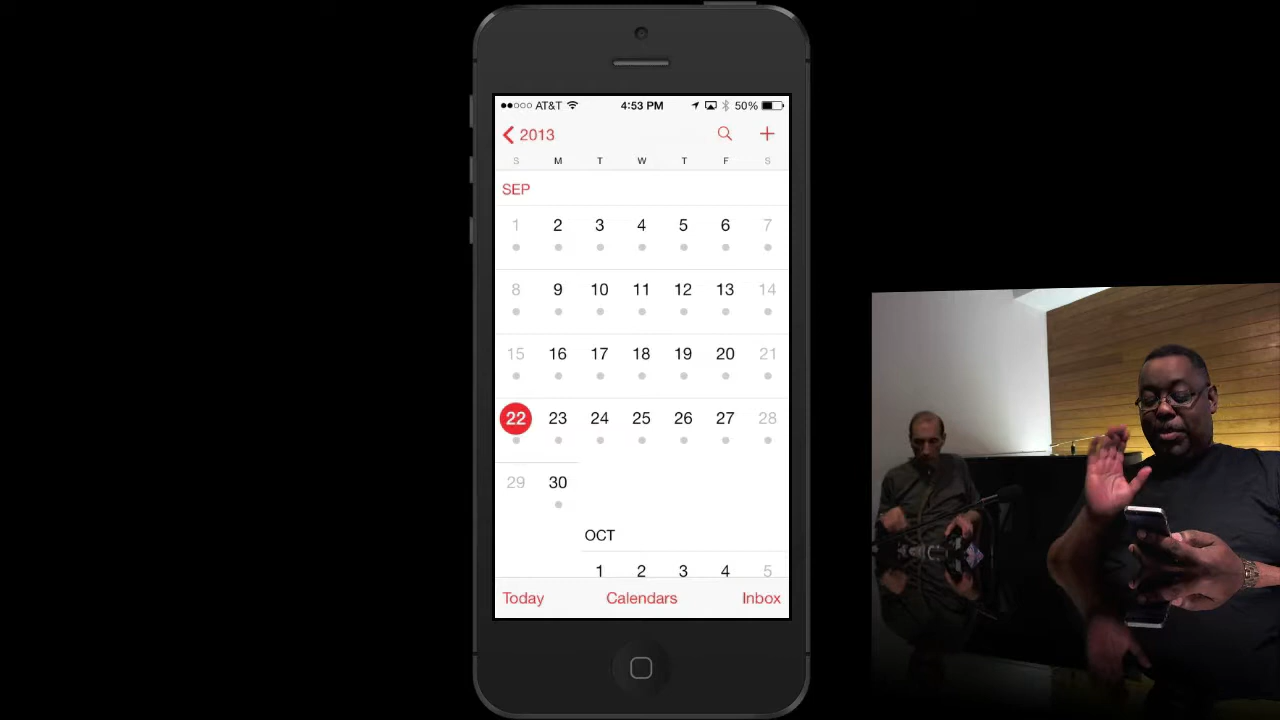 AT&T 4:53 PM 50%
2013
S M T W T F S
SEP
1 2 3 4 5 6 7
8 9 10 11 12 13 14
15 16 17 18 19 20 21
22 23 24 25 26 27 28
29 30
OCT
1 2 3 4 5
Today Calendars Inbox